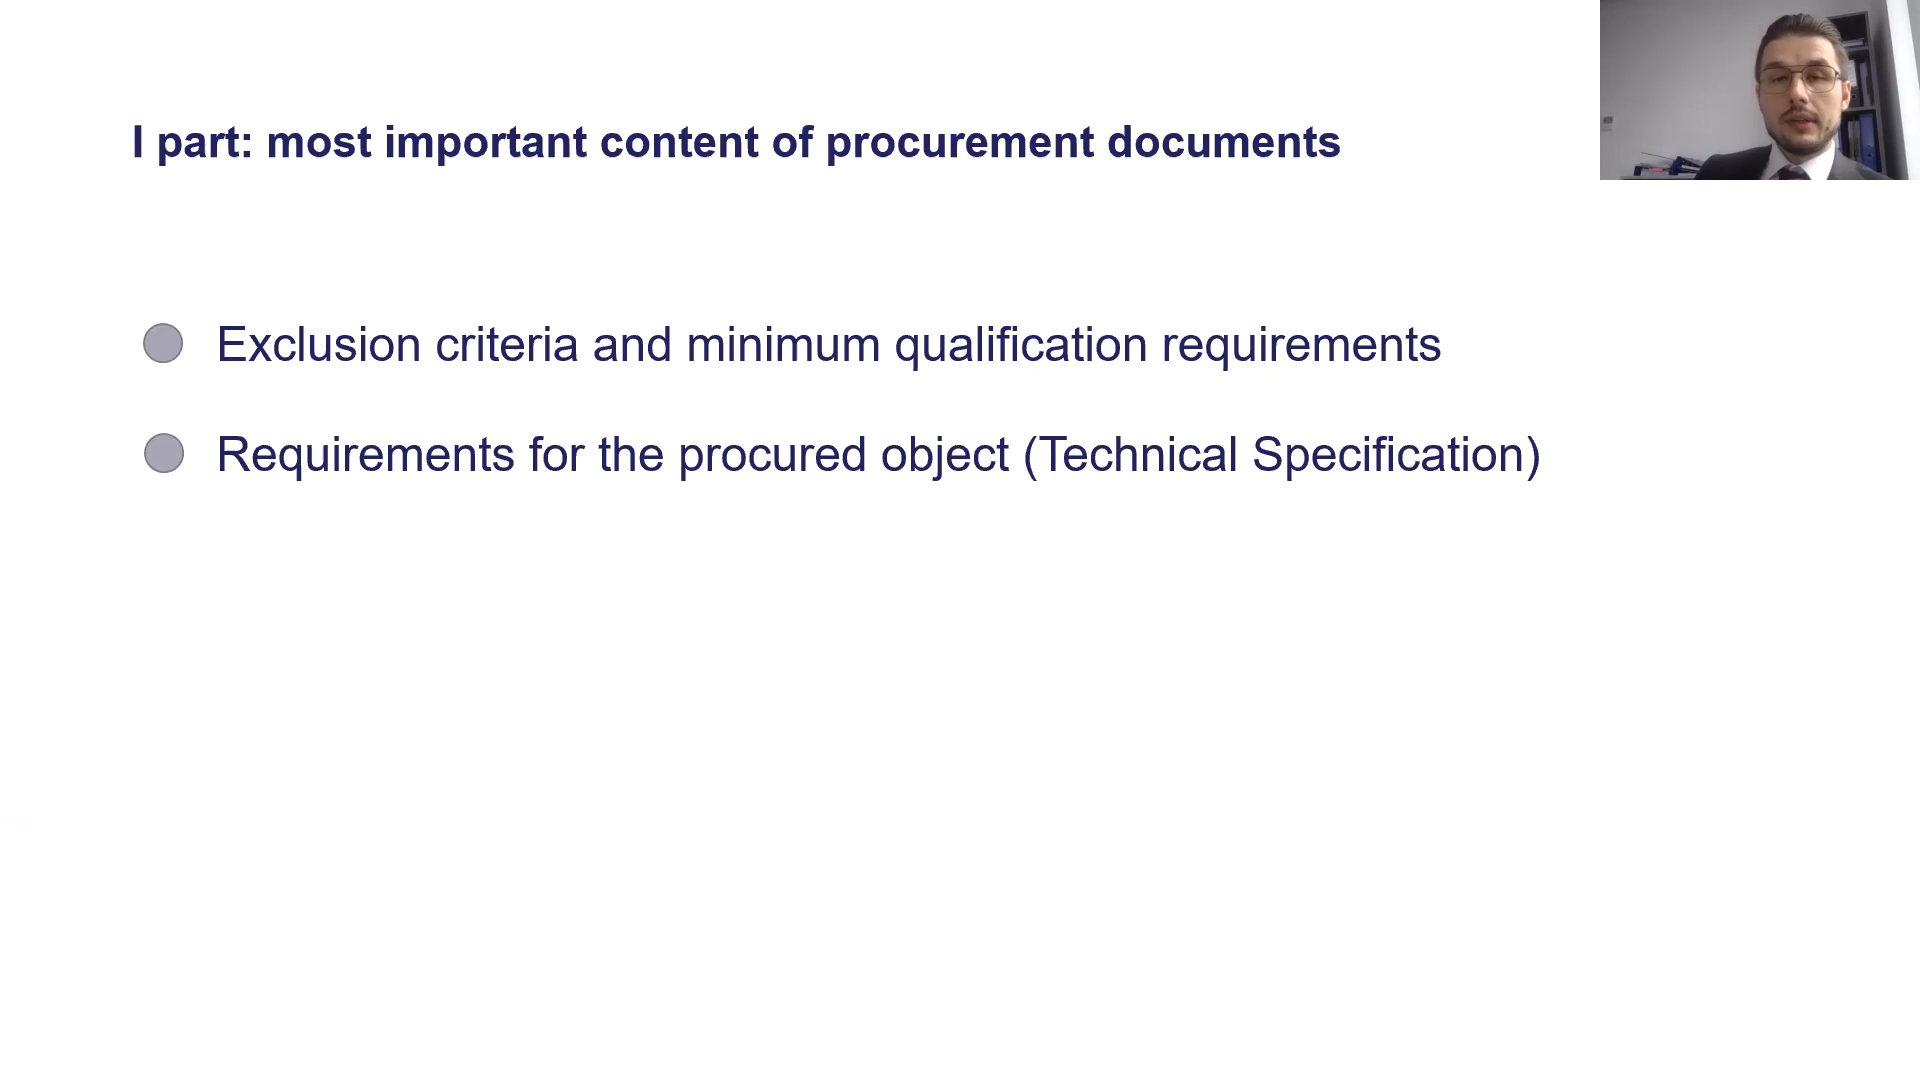 I part: most important content of procurement documents
Exclusion criteria and minimum qualification requirements
Requirements for the procured object (Technical Specification)